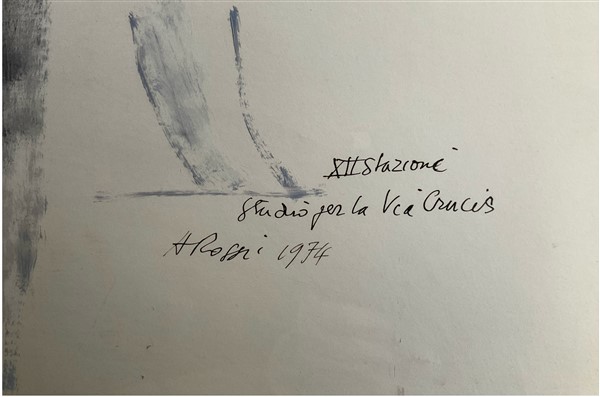 XII Stazione
studio per la Via Crucis
A Rossi 1974